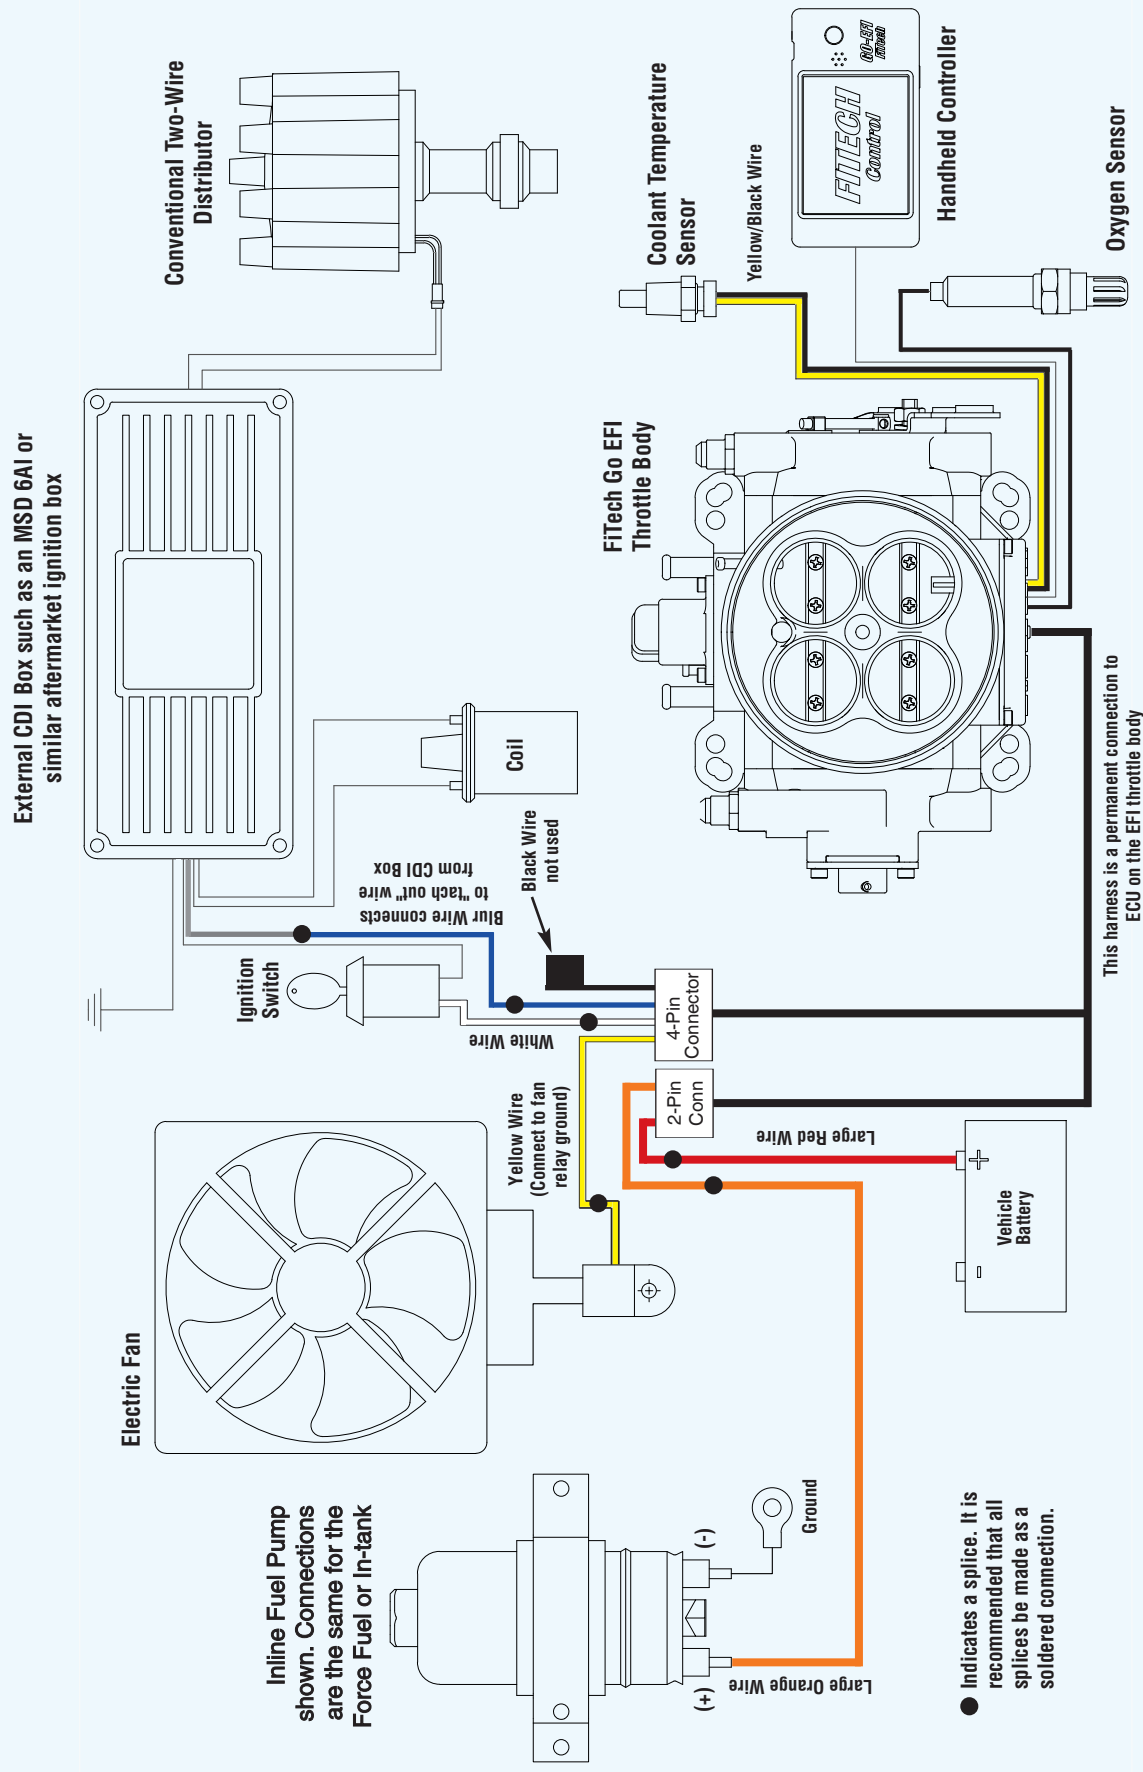 External CDI Box such as an MSD 6Al or
similar aftermarket ignition box
Conventional Two-Wire
Distributor
Coil
Ignition
Switch
Blur Wire connects
to "tach out" wire
from CDI Box
Black Wire
not used
White Wire
4-Pin
Connector
2-Pin
Conn
Yellow Wire
(Connect to fan
relay ground)
Electric Fan
Inline Fuel Pump
shown. Connections
are the same for the
Force Fuel or In-tank
(+)
(-)
Ground
Large Orange Wire
Large Red Wire
Vehicle
Battery
+
-
FiTech Go EFI
Throttle Body
Coolant Temperature
Sensor
Yellow/Black Wire
FITECH
Control
GO-EFI
FiTech
Handheld Controller
Oxygen Sensor
This harness is a permanent connection to
ECU on the EFI throttle body
Indicates a splice. It is
recommended that all
splices be made as a
soldered connection.